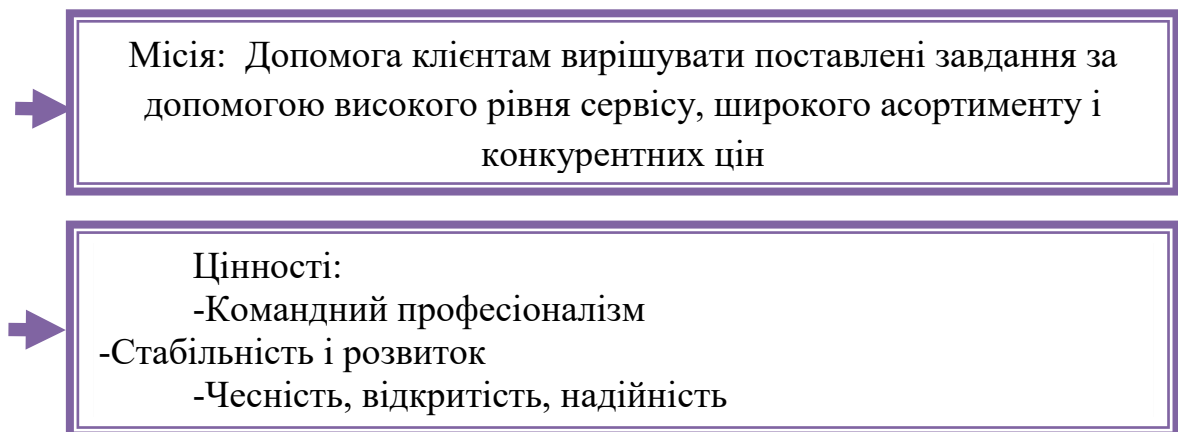 Місія:  Допомога клієнтам вирішувати поставлені завдання за
допомогою високого рівня сервісу, широкого асортименту і
конкурентних цін
Цінності:
-Командний професіоналізм
-Стабільність і розвиток
-Чесність, відкритість, надійність